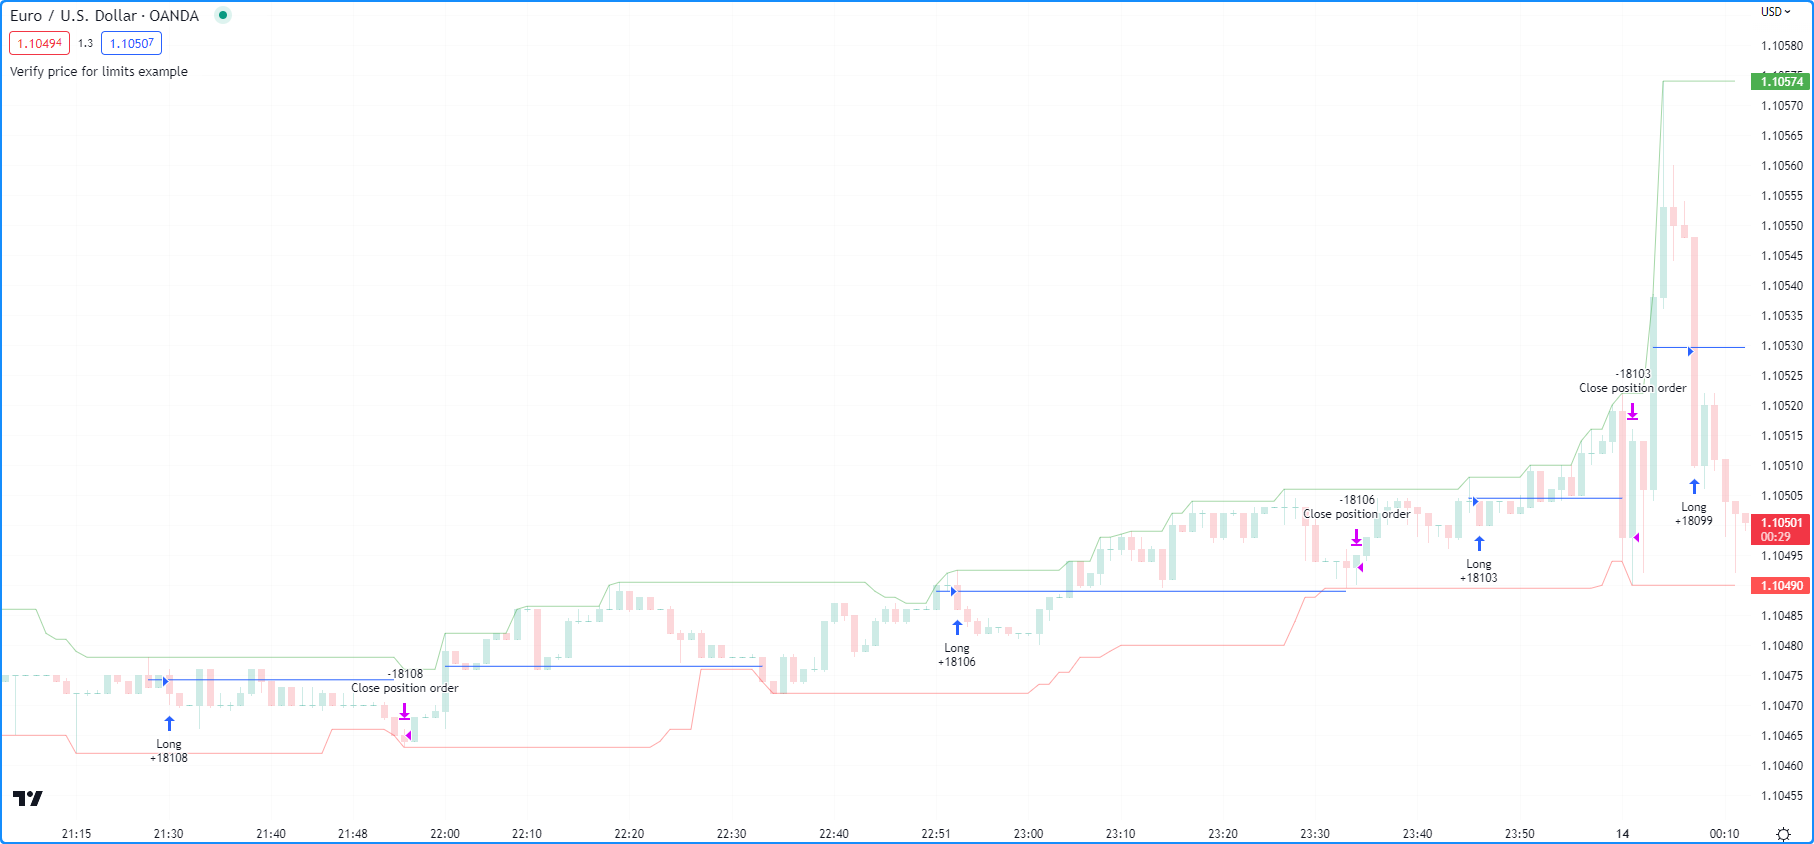 Euro / U.S. Dollar · OANDA
USD
1.10494 1.3 1.10507
Verify price for limits example
1.10580
1.10574
1.10570
1.10565
1.10560
1.10555
1.10550
1.10545
1.10540
1.10535
1.10530
1.10525
1.10520
1.10515
1.10510
1.10505
1.10501
00:29
1.10495
1.10490
1.10485
1.10480
1.10475
1.10470
1.10465
1.10460
1.10455
Long
+18108
-18108
Close position order
Long
+18106
-18106
Close position order
Long
+18103
-18103
Close position order
Long
+18099
21:15 21:30 21:40 21:48 22:00 22:10 22:20 22:30 22:40 22:51 23:00 23:10 23:20 23:30 23:40 23:50 14 00:10